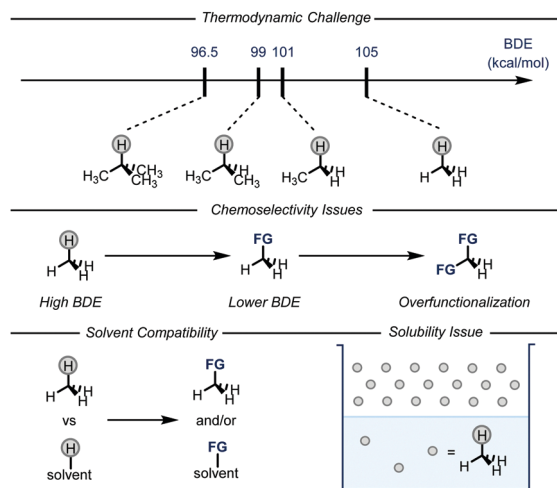 Thermodynamic Challenge
BDE
(kcal/mol)
96.5 99 101 105
H H H H
H3C CH3 CH3 H3C H CH3 H3C H H H H H
Chemoselectivity Issues
H FG FG
H H H H H H FG H H
High BDE Lower BDE Overfunctionalization
Solvent Compatibility Solubility Issue
H FG
H H H H H H
vs and/or
H FG = H
solvent solvent H H H